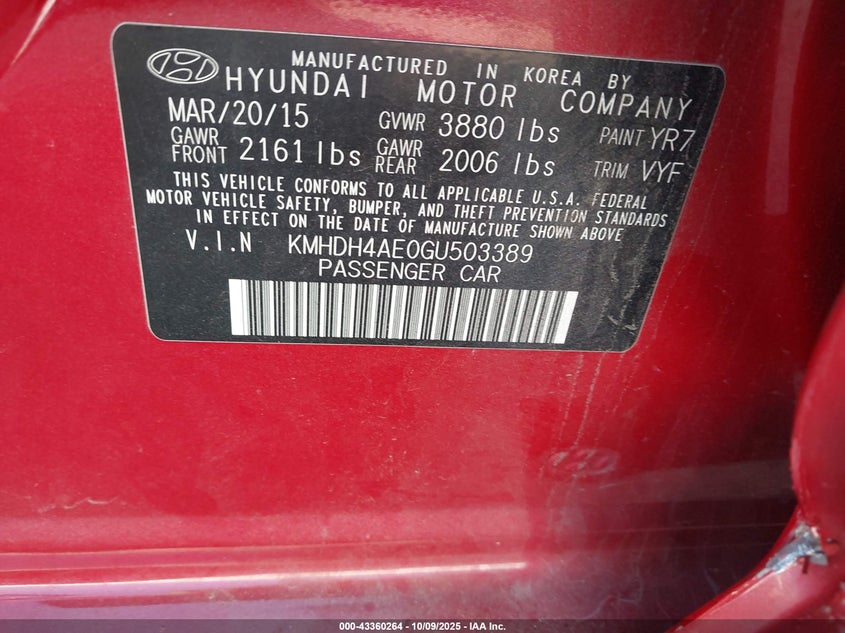 MANUFACTURED IN KOREA BY
HYUNDAI MOTOR COMPANY
MAR/20/15 GVWR 3880 lbs PAINT YR7
GAWR FRONT 2161 lbs GAWR REAR 2006 lbs TRIM VYF
THIS VEHICLE CONFORMS TO ALL APPLICABLE U.S.A. FEDERAL
MOTOR VEHICLE SAFETY, BUMPER, AND THEFT PREVENTION STANDARDS
IN EFFECT ON THE DATE OF MANUFACTURE SHOWN ABOVE
V.I.N KMHDH4AE0GU503389
PASSENGER CAR
000-43360264 | 10/09/2025 - IAA Inc.